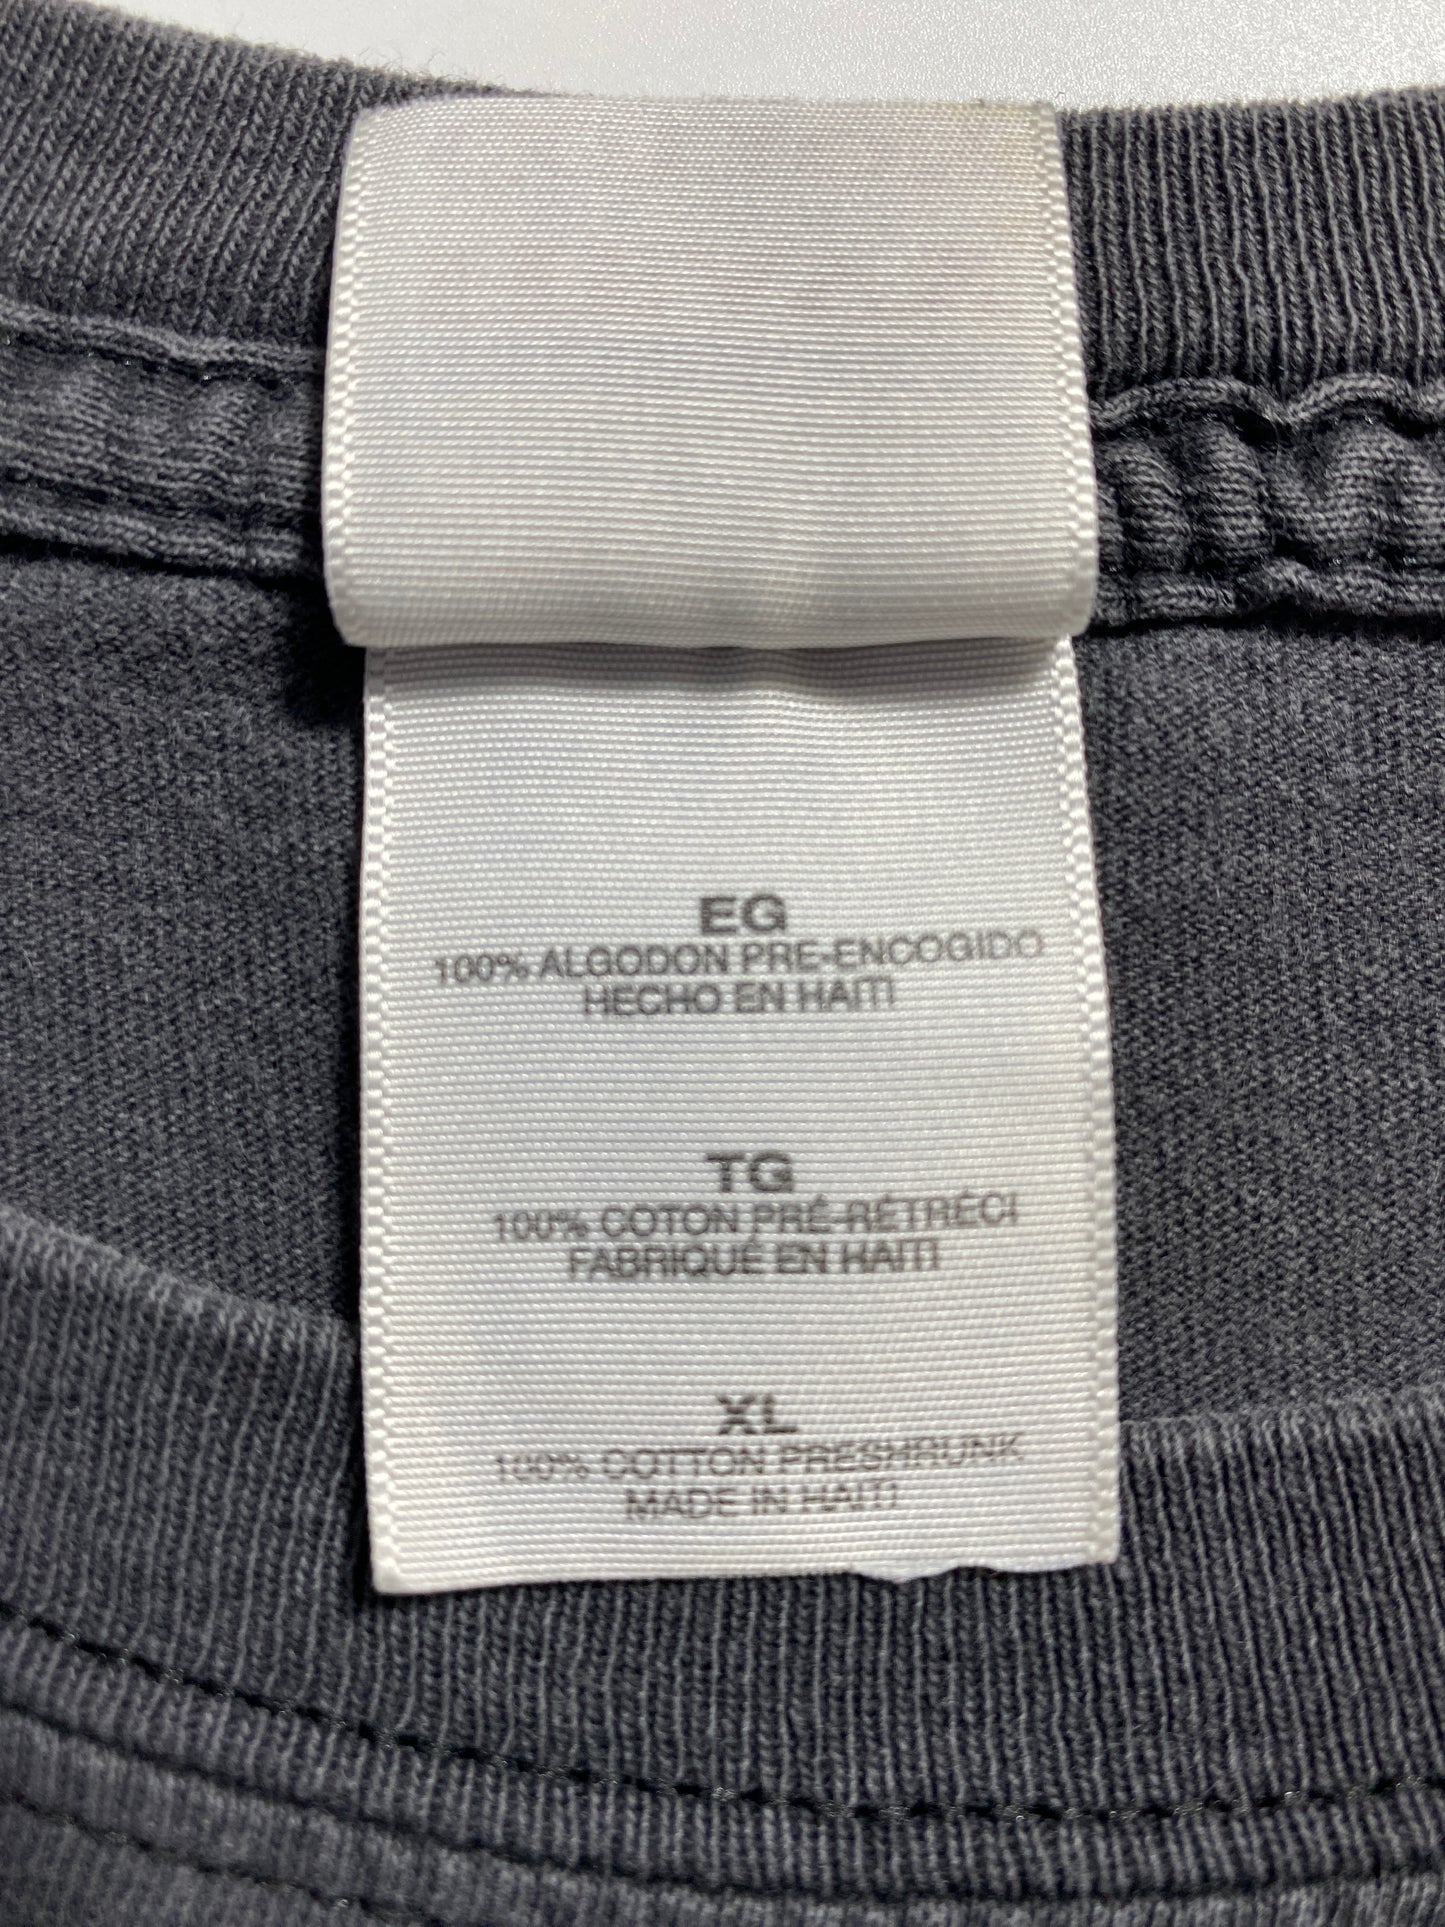 EG
100% ALGODON PRE-ENCOGIDO
HECHO EN HAITI
TG
100% COTON PRÉ-RÉTRÉCI
FABRIQUÉ EN HAITI
XL
100% COTTON PRESHRUNK
MADE IN HAITI